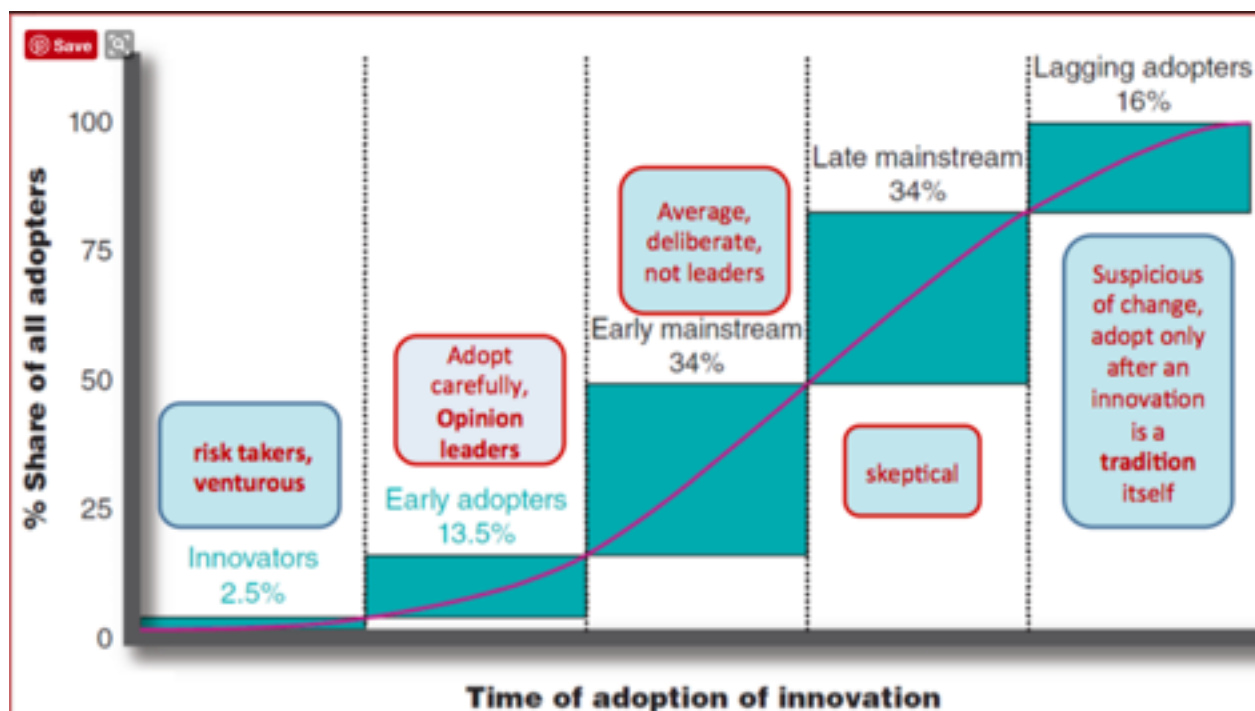 Save
Lagging adopters
16%
100
Late mainstream
34%
Average,
deliberate,
not leaders
75
Suspicious
of change,
adopt only
after an
innovation
is a
tradition
itself
Early mainstream
34%
50
Adopt
carefully,
Opinion
leaders
risk takers,
venturous
skeptical
25
Early adopters
13.5%
Innovators
2.5%
0
% Share of all adopters
Time of adoption of innovation